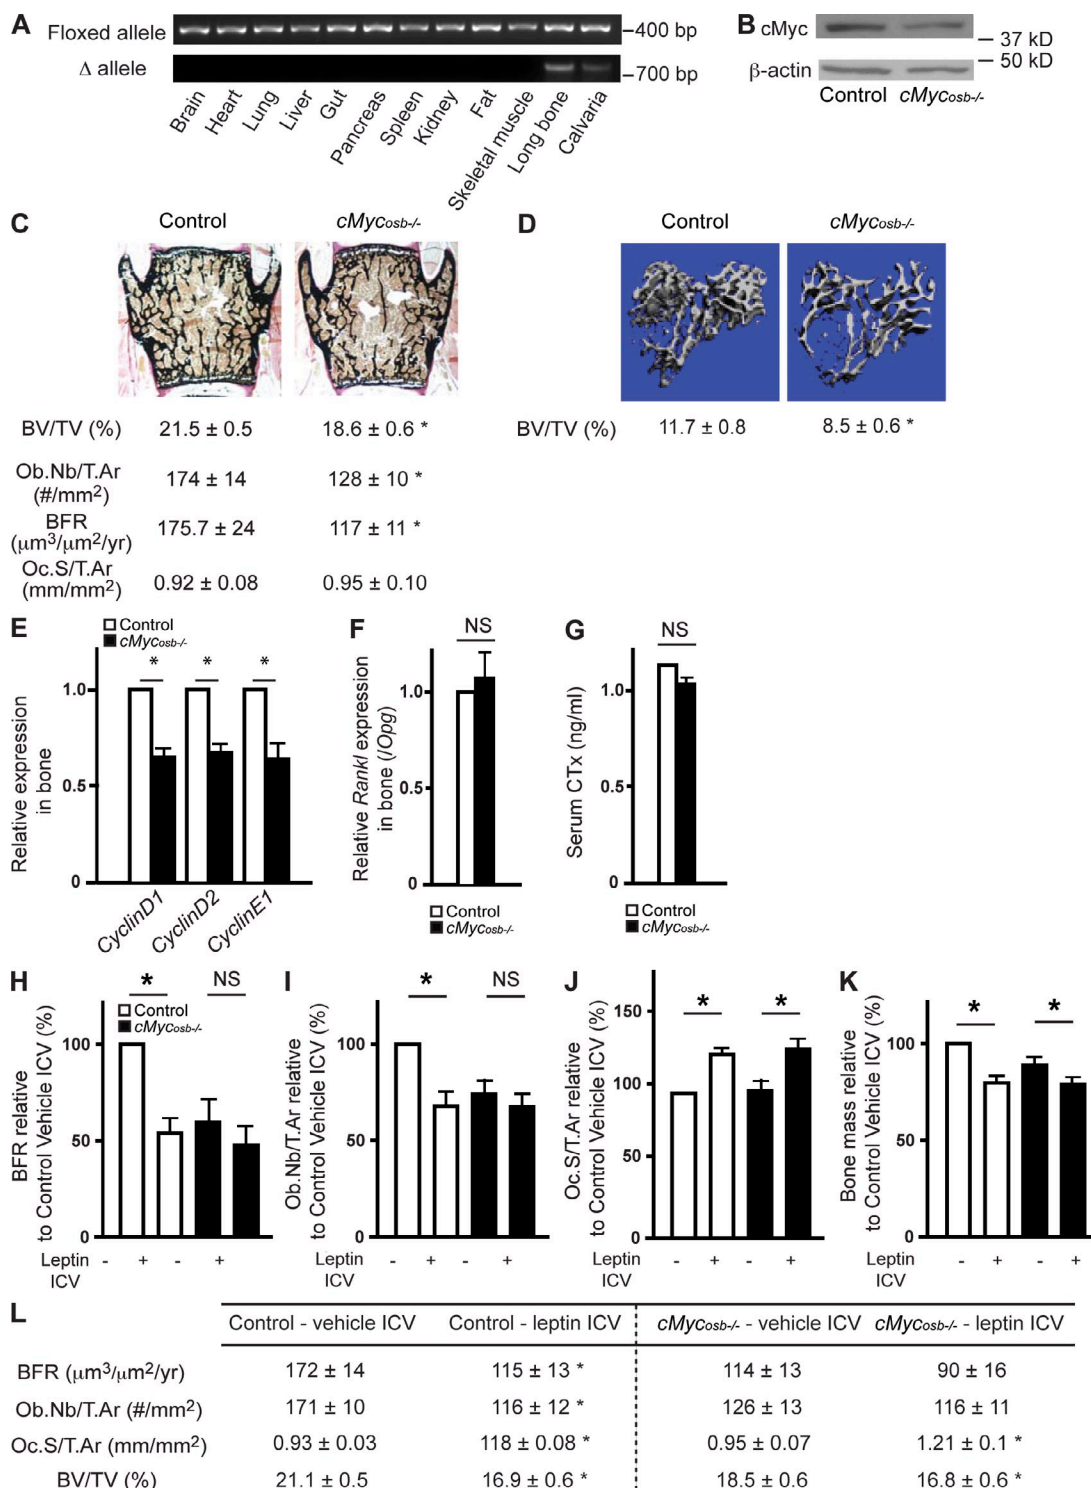 A
Floxed allele
–400 bp
Δ allele
–700 bp
Brain
Heart
Lung
Liver
Gut
Pancreas
Spleen
Kidney
Fat
Skeletal muscle
Long bone
Calvaria
B
cMyc
– 37 kD
– 50 kD
β-actin
Control cMycosb-/-
C
Control cMycosb-/-
BV/TV (%) 21.5 ± 0.5 18.6 ± 0.6 *
Ob.Nb/T.Ar
(#/mm²) 174 ± 14 128 ± 10 *
BFR
(μm³/μm²/yr) 175.7 ± 24 117 ± 11 *
Oc.S/T.Ar
(mm/mm²) 0.92 ± 0.08 0.95 ± 0.10
D
Control cMycosb-/-
BV/TV (%) 11.7 ± 0.8 8.5 ± 0.6 *
E
Control
cMycosb-/-
* * *
Relative expression
in bone
1.0
0.5
0
CyclinD1
CyclinD2
CyclinE1
F
NS
Relative Rankl expression
in bone (/Opg)
1.0
0.5
0
Control
cMycosb-/-
G
NS
Serum CTx (ng/ml)
1.0
0.5
0
Control
cMycosb-/-
H
* NS
Control
cMycosb-/-
BFR relative
to Control Vehicle ICV (%)
100
50
0
Leptin
ICV
- + - +
I
* NS
Ob.Nb/T.Ar relative
to Control Vehicle ICV (%)
100
50
0
Leptin
ICV
- + - +
J
* *
Oc.S/T.Ar relative
to Control Vehicle ICV (%)
150
100
50
0
Leptin
ICV
- + - +
K
* *
Bone mass relative
to Control Vehicle ICV (%)
100
50
0
Leptin
ICV
- + - +
L
Control - vehicle ICV Control - leptin ICV cMycosb-/- - vehicle ICV cMycosb-/- - leptin ICV
BFR (μm³/μm²/yr) 172 ± 14 115 ± 13 * 114 ± 13 90 ± 16
Ob.Nb/T.Ar (#/mm²) 171 ± 10 116 ± 12 * 126 ± 13 116 ± 11
Oc.S/T.Ar (mm/mm²) 0.93 ± 0.03 118 ± 0.08 * 0.95 ± 0.07 1.21 ± 0.1 *
BV/TV (%) 21.1 ± 0.5 16.9 ± 0.6 * 18.5 ± 0.6 16.8 ± 0.6 *